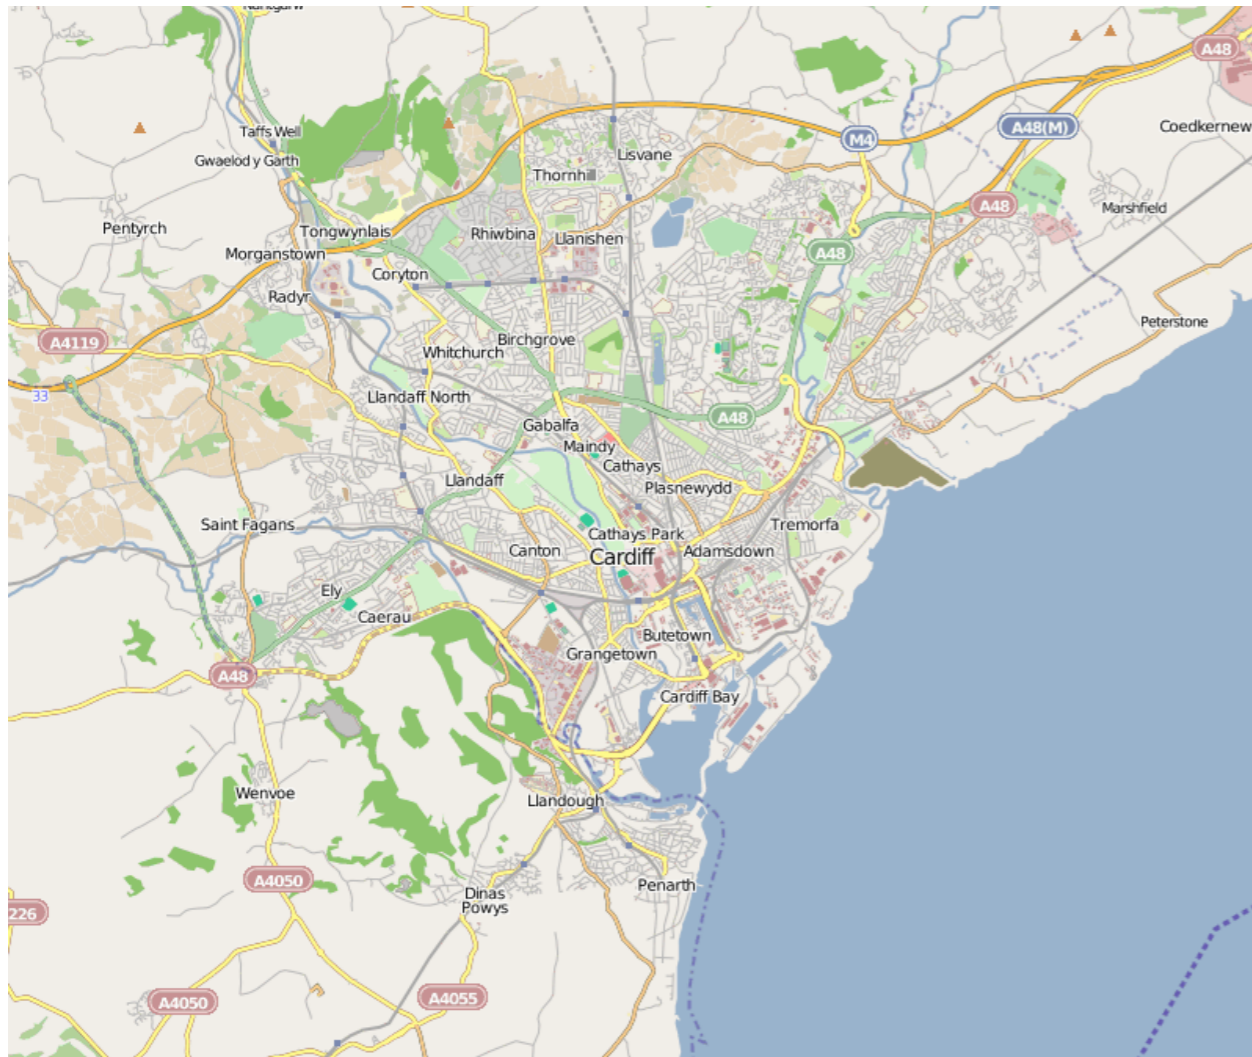 Nantgarw
A48
M4
A48(M)
Coedkernew
Taffs Well
Gwaelod y Garth
Lisvane
Thornhill
A48
Marshfield
Pentyrch
Tongwynlais
Rhiwbina
Llanishen
Morganstown
A48
Coryton
Radyr
Peterstone
A4119
Birchgrove
Whitchurch
33
Llandaff North
A48
Gabalfa
Maindy
Cathays
Llandaff
Plasnewydd
Saint Fagans
Tremorfa
Cathays Park
Canton
Cardiff
Adamsdown
Ely
Caerau
Butetown
Grangetown
A48
Cardiff Bay
Wenvoe
Llandough
A4050
Penarth
Dinas
Powys
226
A4050
A4055